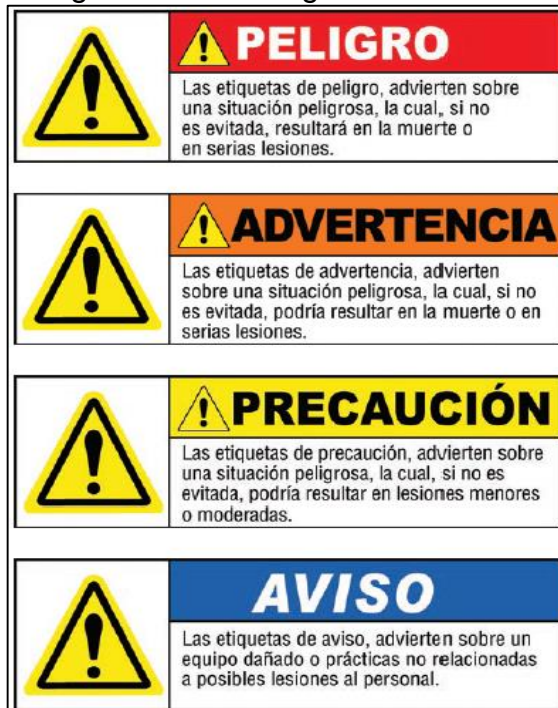 PELIGRO
Las etiquetas de peligro, advierten sobre
una situación peligrosa, la cual, si no
es evitada, resultará en la muerte o
en serias lesiones.
ADVERTENCIA
Las etiquetas de advertencia, advierten
sobre una situación peligrosa, la cual, si no
es evitada, podría resultar en la muerte o en
serias lesiones.
PRECAUCIÓN
Las etiquetas de precaución, advierten sobre
una situación peligrosa, la cual, si no es
evitada, podría resultar en lesiones menores
o moderadas.
AVISO
Las etiquetas de aviso, advierten sobre un
equipo dañado o prácticas no relacionadas
a posibles lesiones al personal.